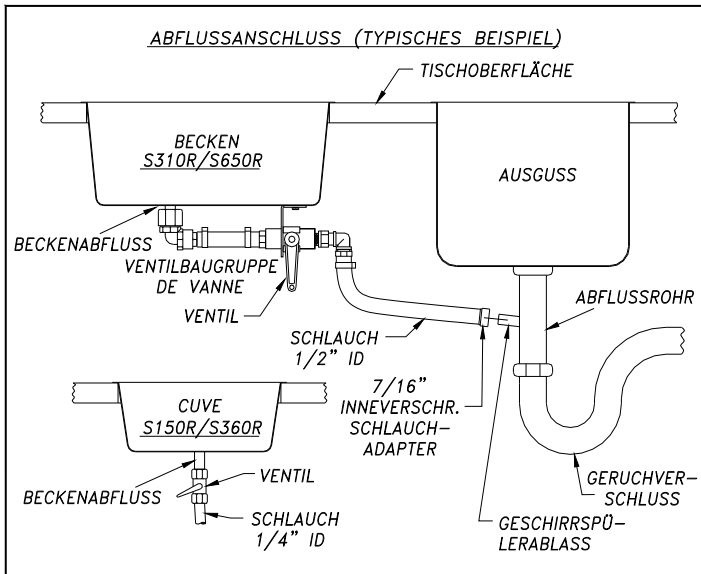 ABFLUSSANSCHLUSS (TYPISCHES BEISPIEL)
TISCHOBERFLÄCHE
BECKEN
S310R/S650R
AUSGUSS
BECKENABFLUSS
VENTILBAUGRUPPE
DE VANNE
VENTIL
ABFLUSSROHR
SCHLAUCH
1/2” ID
7/16”
INNEVERSCHR.
SCHLAUCH-
ADAPTER
CUVE
S150R/S360R
VENTIL
BECKENABFLUSS
SCHLAUCH
1/4” ID
GERUCHVER-
SCHLUSS
GESCHIRRSPÜ-
LERABLASS